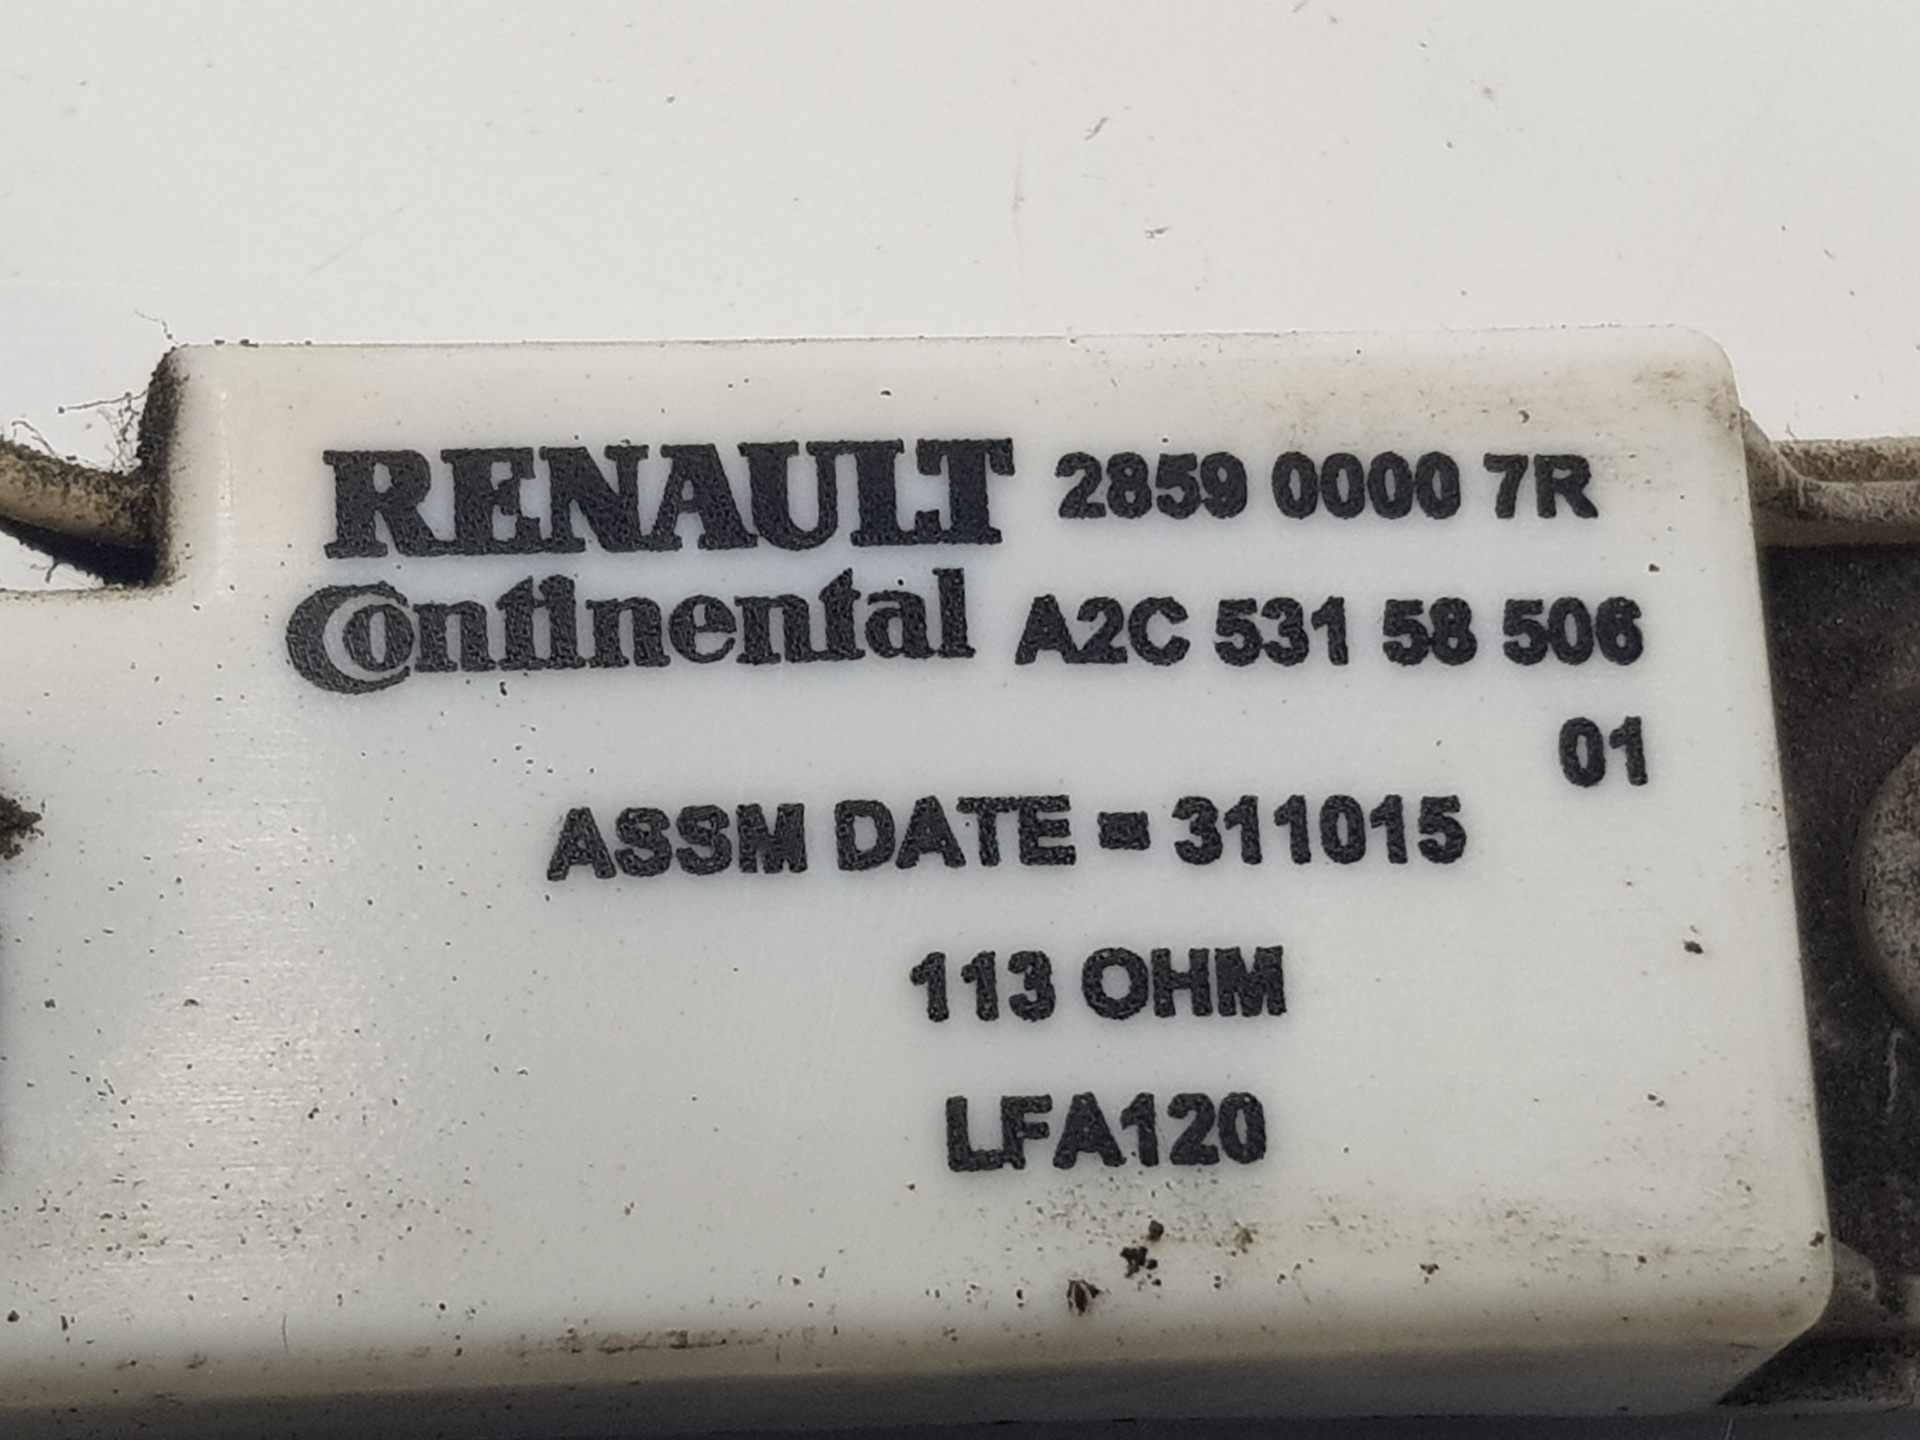 RENAULT 2859 0000 7R
Continental A2C 531 58 506
01
ASSM DATE = 311015
113 OHM
LFA120